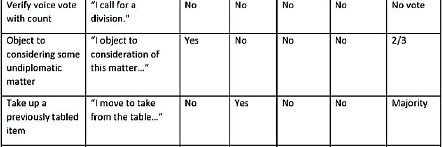 Verify voice vote "I call for a No No No No No vote
with count division."
Object to "I object to Yes No No No 2/3
considering some consideration of
undiplomatic this matter..."
matter
Take up a "I move to take No Yes No No Majority
previously tabled from the table..."
item